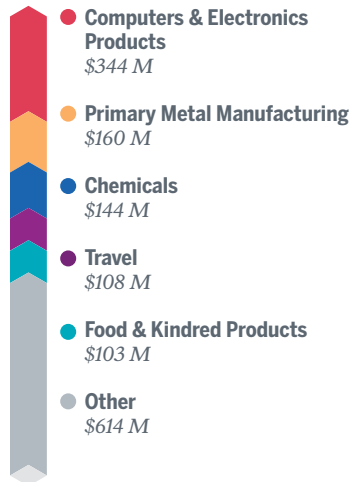 Computers & Electronics
Products
$344 M
Primary Metal Manufacturing
$160 M
Chemicals
$144 M
Travel
$108 M
Food & Kindred Products
$103 M
Other
$614 M